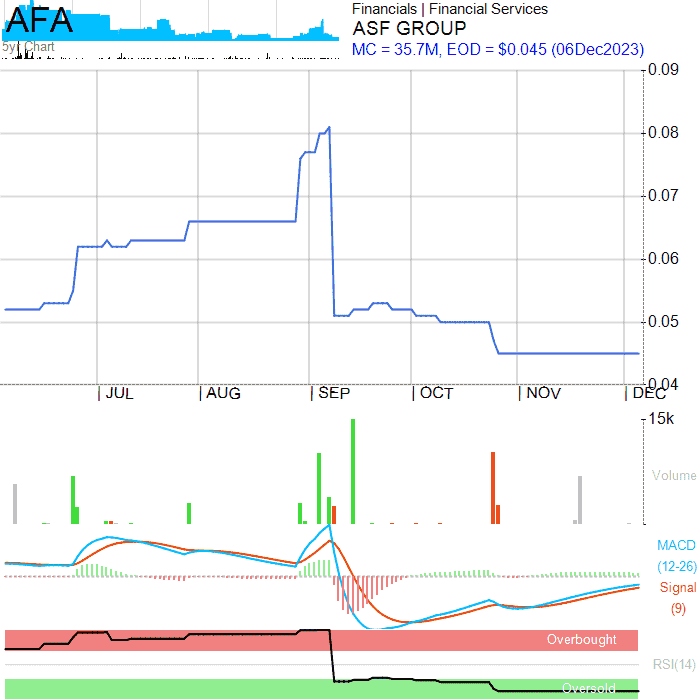 AFA
5yr Chart
Financials | Financial Services
ASF GROUP
MC = 35.7M, EOD = $0.045 (06Dec2023)
0.09
0.08
0.07
0.06
0.05
0.04
JUL AUG SEP OCT NOV DEC
15k
Volume
MACD
(12-26)
Signal
(9)
Overbought
RSI(14)
Oversold